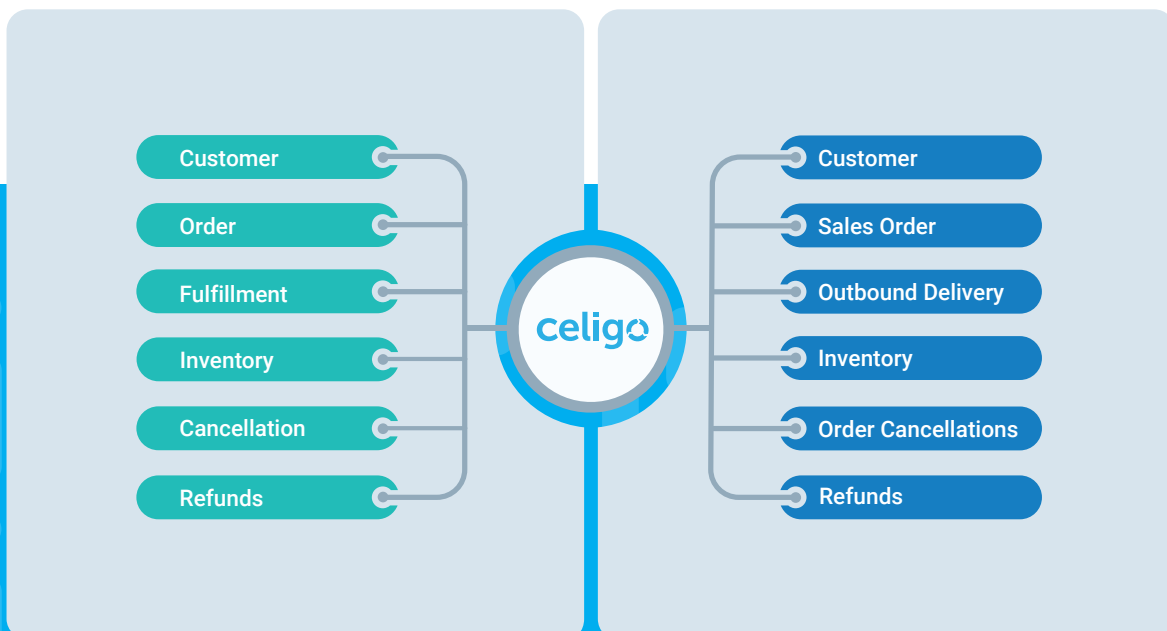 Customer
Order
Fulfillment
Inventory
Cancellation
Refunds
celigo
Customer
Sales Order
Outbound Delivery
Inventory
Order Cancellations
Refunds